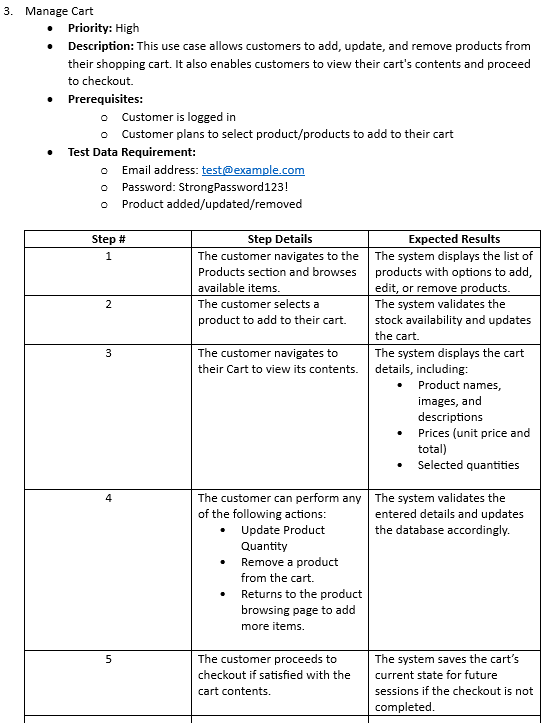 3. Manage Cart
• Priority: High
• Description: This use case allows customers to add, update, and remove products from
their shopping cart. It also enables customers to view their cart's contents and proceed
to checkout.
• Prerequisites:
o Customer is logged in
o Customer plans to select product/products to add to their cart
• Test Data Requirement:
o Email address: test@example.com
o Password: StrongPassword123!
o Product added/updated/removed
Step # Step Details Expected Results
1
The customer navigates to the
Products section and browses
available items.
The system displays the list of
products with options to add,
edit, or remove products.
2
The customer selects a
product to add to their cart.
The system validates the
stock availability and updates
the cart.
3
The customer navigates to
their Cart to view its contents.
The system displays the cart
details, including:
• Product names,
images, and
descriptions
• Prices (unit price and
total)
• Selected quantities
4
The customer can perform any
of the following actions:
• Update Product
Quantity
• Remove a product
from the cart.
• Returns to the product
browsing page to add
more items.
The system validates the
entered details and updates
the database accordingly.
5
The customer proceeds to
checkout if satisfied with the
cart contents.
The system saves the cart's
current state for future
sessions if the checkout is not
completed.